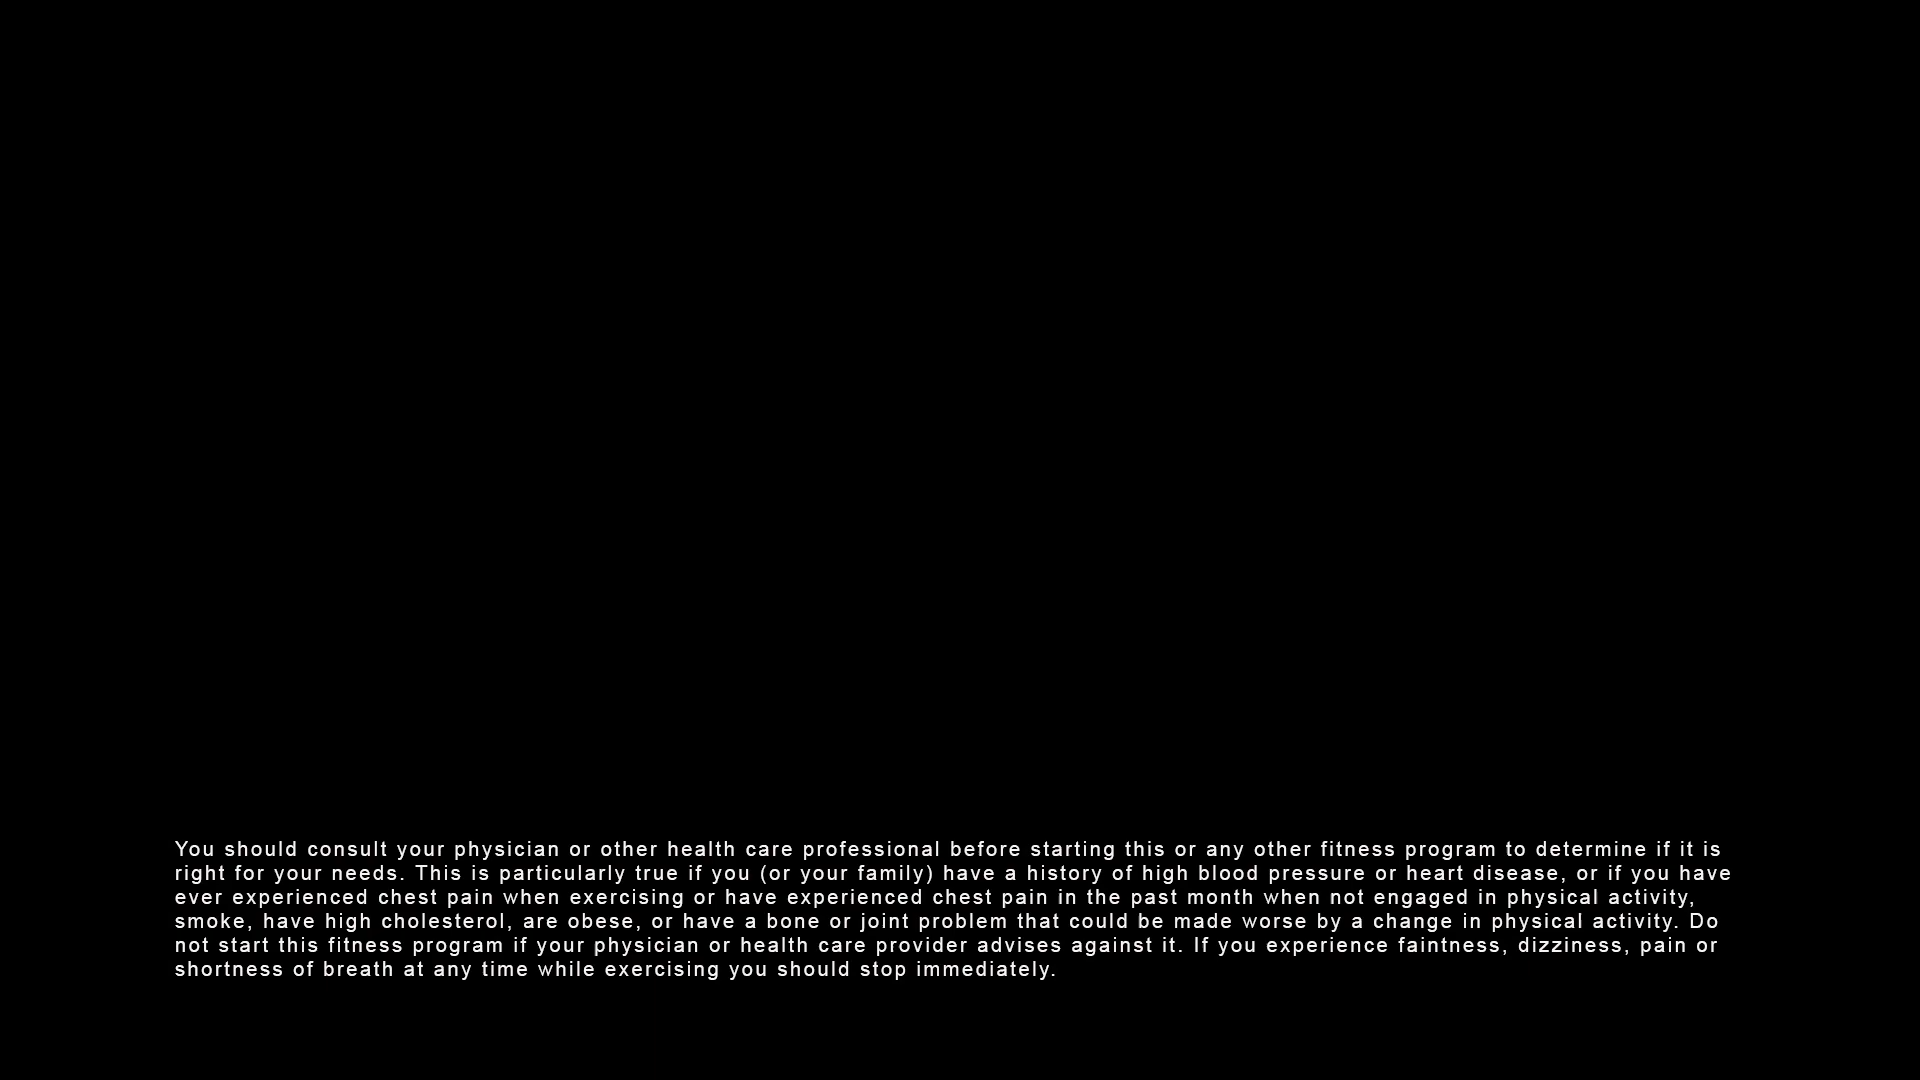 You should consult your physician or other health care professional before starting this or any other fitness program to determine if it is
right for your needs. This is particularly true if you (or your family) have a history of high blood pressure or heart disease, or if you have
ever experienced chest pain when exercising or have experienced chest pain in the past month when not engaged in physical activity,
smoke, have high cholesterol, are obese, or have a bone or joint problem that could be made worse by a change in physical activity. Do
not start this fitness program if your physician or health care provider advises against it. If you experience faintness, dizziness, pain or
shortness of breath at any time while exercising you should stop immediately.